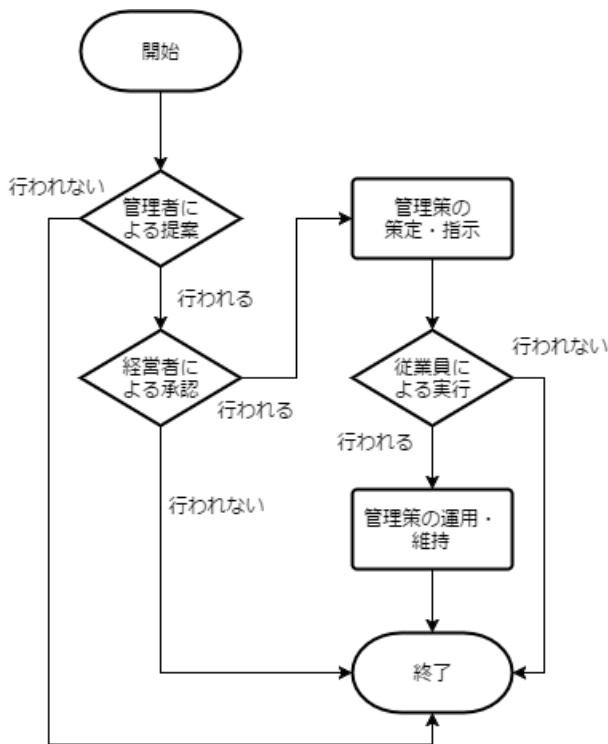 開始
行われない
管理者に
よる提案
行われる
経営者に
よる承認
行われる
行われない
管理策の
策定・指示
従業員に
よる実行
行われない
行われる
管理策の運用・
維持
終了